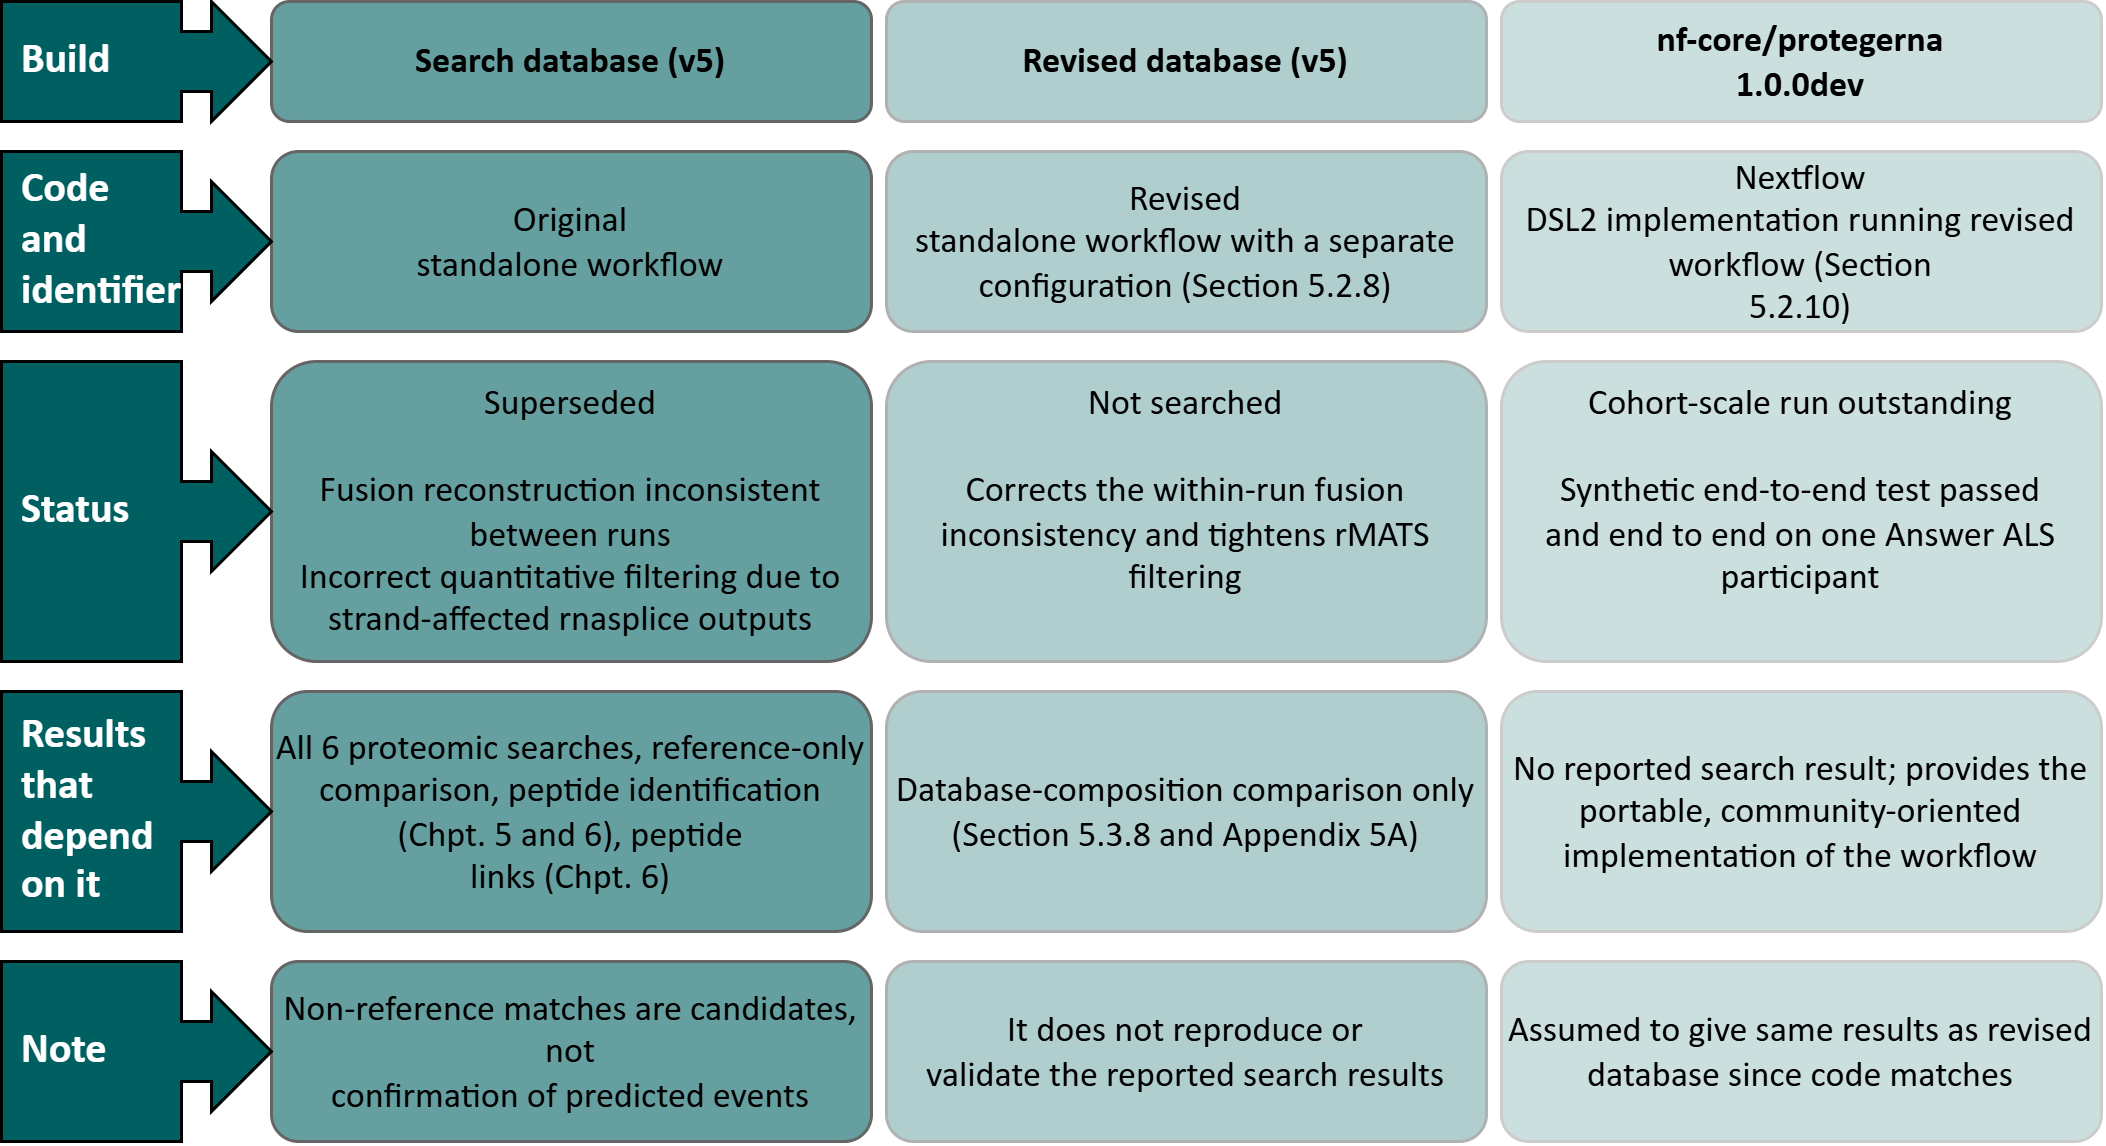 Build
Search database (v5)
Revised database (v5)
nf-core/protegerna
1.0.0dev
Code
and
identifier
Original
standalone workflow
Revised
standalone workflow with a separate
configuration (Section 5.2.8)
Nextflow
DSL2 implementation running revised
workflow (Section
5.2.10)
Status
Superseded
Fusion reconstruction inconsistent
between runs
Incorrect quantitative filtering due to
strand-affected rnasplice outputs
Not searched
Corrects the within-run fusion
inconsistency and tightens rMATS
filtering
Cohort-scale run outstanding
Synthetic end-to-end test passed
and end to end on one Answer ALS
participant
Results
that
depend
on it
All 6 proteomic searches, reference-only
comparison, peptide identification
(Chpt. 5 and 6), peptide
links (Chpt. 6)
Database-composition comparison only
(Section 5.3.8 and Appendix 5A)
No reported search result; provides the
portable, community-oriented
implementation of the workflow
Note
Non-reference matches are candidates,
not
confirmation of predicted events
It does not reproduce or
validate the reported search results
Assumed to give same results as revised
database since code matches